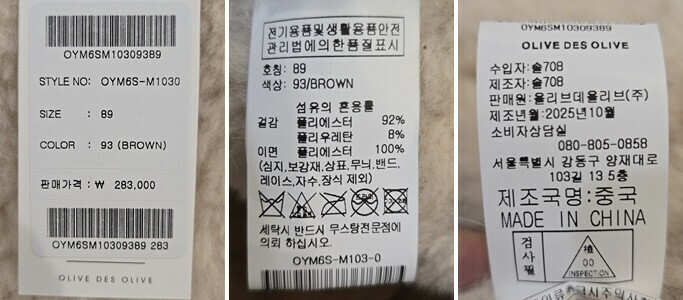 OYM6SM10309389
STYLE NO: OYM6S-M1030
SIZE : 89
COLOR : 93 (BROWN)
판매가격 : ₩ 283,000
OYM6SM10309389 283
OLIVE DES OLIVE
전기용품및생활용품안전
관리법에의한품질표시
호칭: 89
색상: 93/BROWN
섬유의 혼용률
겉감 폴리에스터 92%
폴리우레탄 8%
이면 폴리에스터 100%
(심지,보강재,상표,무늬,밴드,
레이스,자수,장식 제외)
세탁시 반드시 무스탕전문점에
의뢰 하십시오.
OYM6S-M103-0
OYM6SM10309389
OLIVE DES OLIVE
수입자:솔708
제조자:솔708
판매원:올리브데올리브(주)
제조년월:2025년10월
소비자상담실
080-805-0858
서울특별시 강동구 양재대로
103길 13 5층
제조국명:중국
MADE IN CHINA
검사필
00
INSPECTION